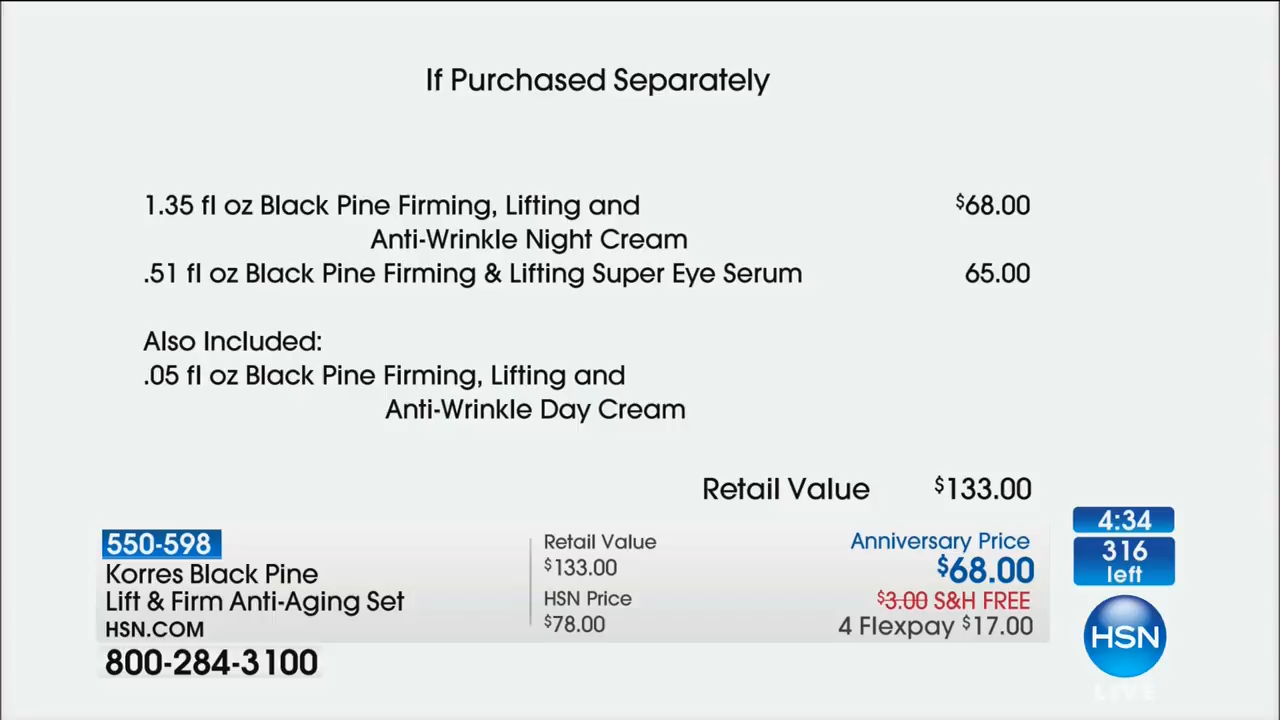 If Purchased Separately
1.35 fl oz Black Pine Firming, Lifting and $68.00
Anti-Wrinkle Night Cream
.51 fl oz Black Pine Firming & Lifting Super Eye Serum 65.00
Also Included:
.05 fl oz Black Pine Firming, Lifting and
Anti-Wrinkle Day Cream
Retail Value $133.00
550-598
Korres Black Pine
Lift & Firm Anti-Aging Set
HSN.COM
800-284-3100
Retail Value
$133.00
HSN Price
$78.00
Anniversary Price
$68.00
$3.00 S&H FREE
4 Flexpay $17.00
4:34
316
left
HSN
LIVE